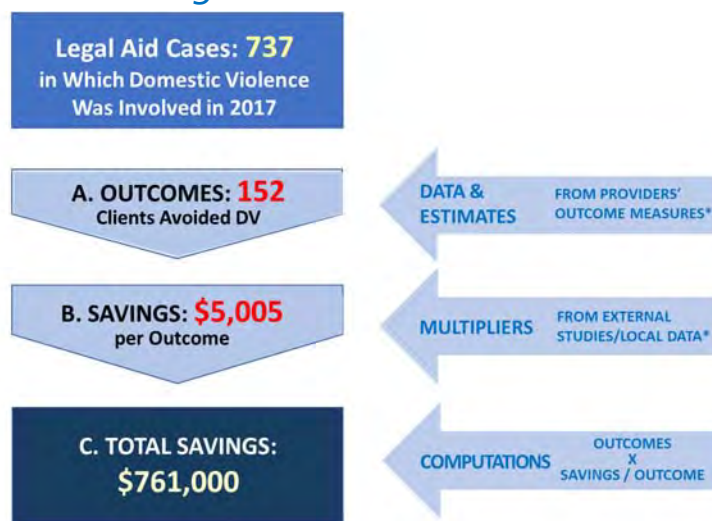 Legal Aid Cases: 737
in Which Domestic Violence
Was Involved in 2017
A. OUTCOMES: 152
Clients Avoided DV
DATA &
ESTIMATES
FROM PROVIDERS'
OUTCOME MEASURES*
B. SAVINGS: $5,005
per Outcome
MULTIPLIERS
FROM EXTERNAL
STUDIES/LOCAL DATA*
C. TOTAL SAVINGS:
$761,000
COMPUTATIONS
OUTCOMES
X
SAVINGS / OUTCOME